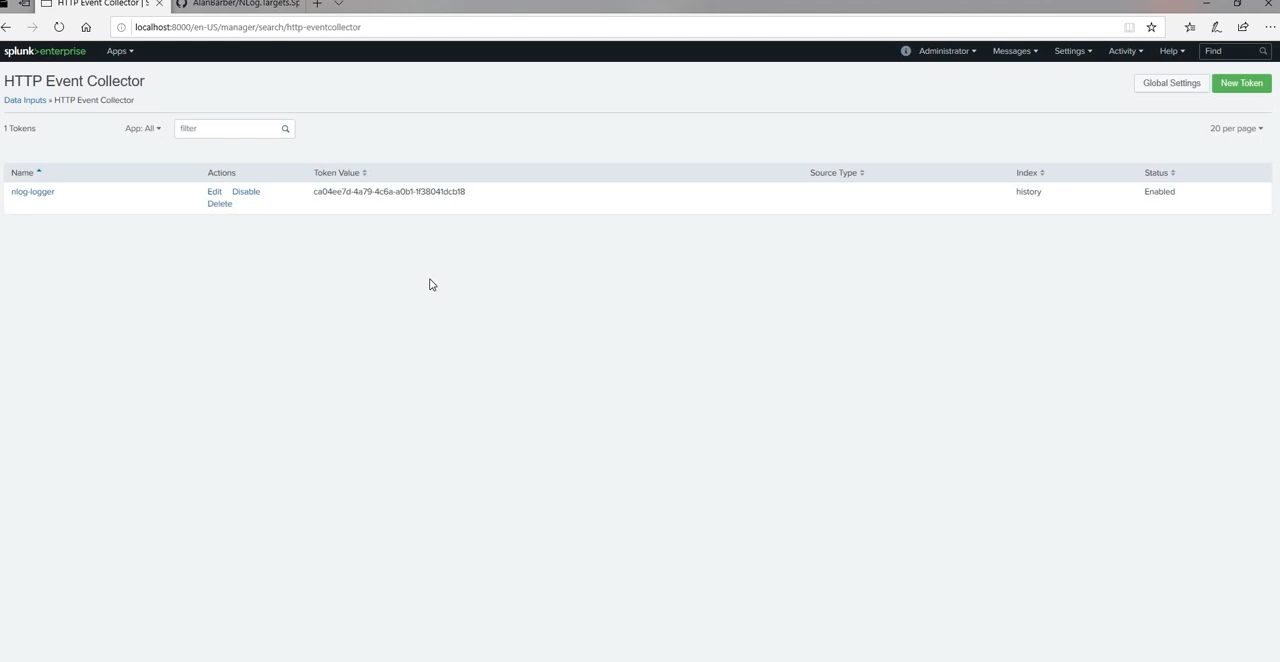 HTTP Event Collector | S
AlanBarber/NLog.Targets.Sp
localhost:8000/en-US/manager/search/http-eventcollector
splunk>enterprise Apps Administrator Messages Settings Activity Help Find
HTTP Event Collector
Global Settings New Token
Data Inputs » HTTP Event Collector
1 Tokens App: All filter 20 per page
Name Actions Token Value Source Type Index Status
nlog-logger Edit Disable ca04ee7d-4a79-4c6a-a0b1-1f38041dcb18 history Enabled
Delete